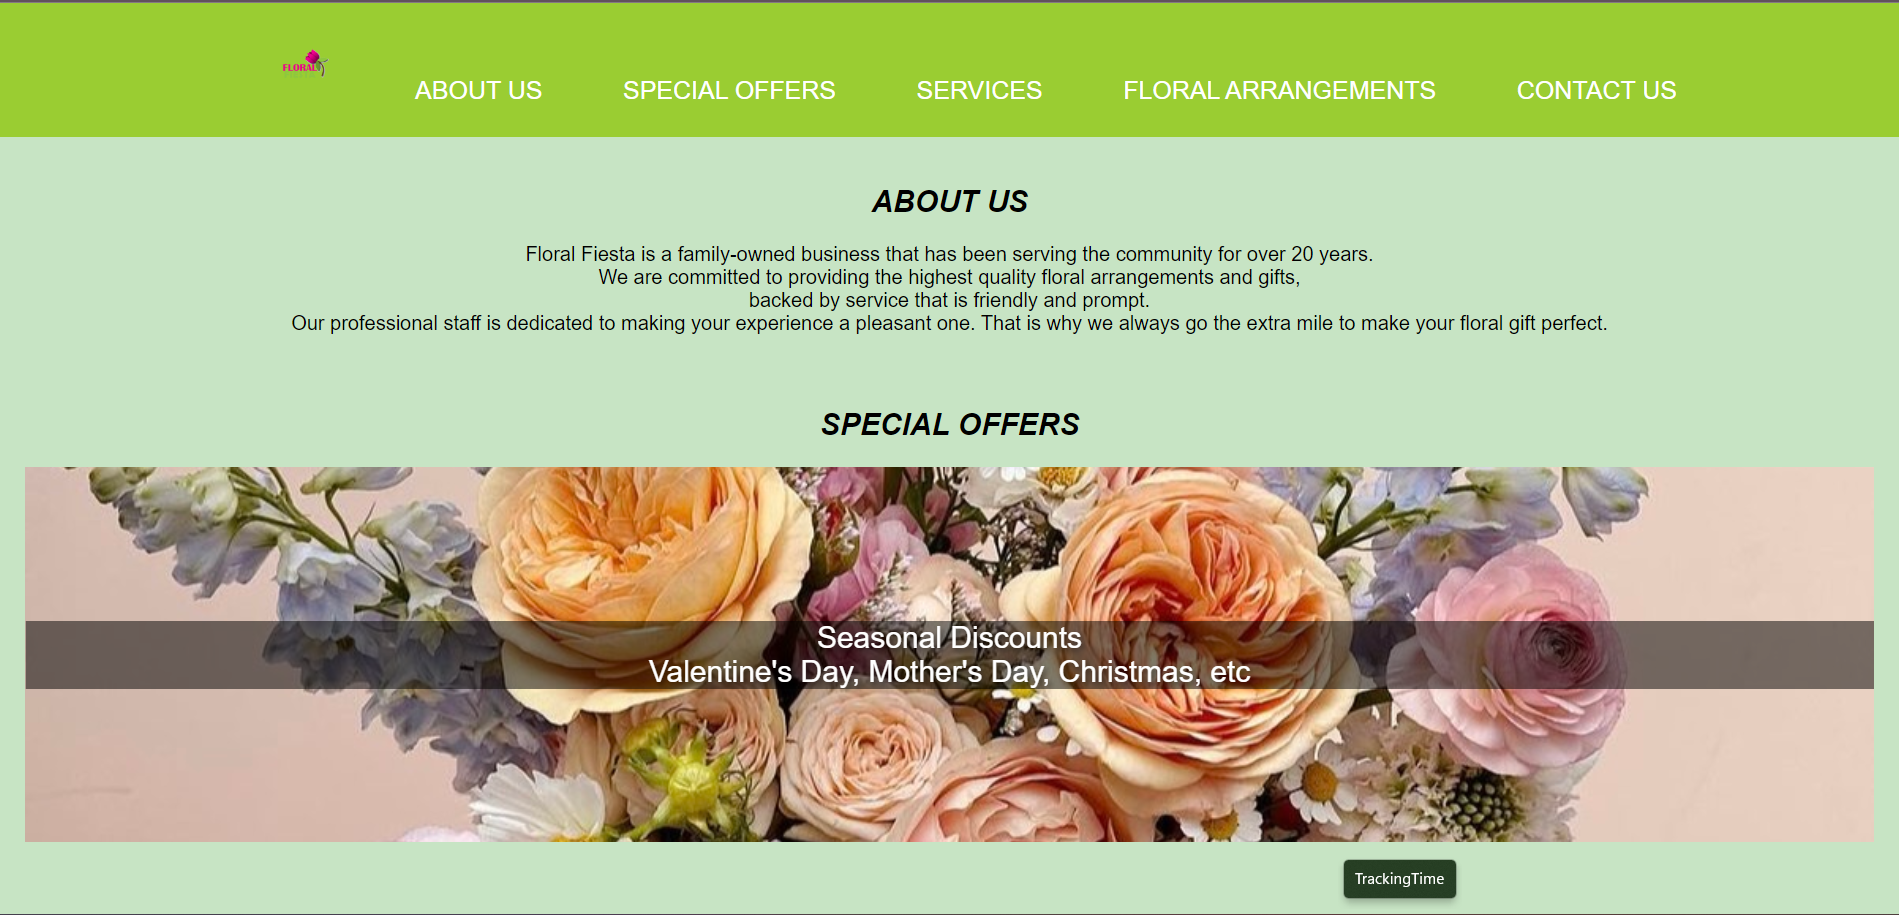 FLORAL
ABOUT US
SPECIAL OFFERS
SERVICES
FLORAL ARRANGEMENTS
CONTACT US
ABOUT US
Floral Fiesta is a family-owned business that has been serving the community for over 20 years.
We are committed to providing the highest quality floral arrangements and gifts,
backed by service that is friendly and prompt.
Our professional staff is dedicated to making your experience a pleasant one. That is why we always go the extra mile to make your floral gift perfect.
SPECIAL OFFERS
Seasonal Discounts
Valentine's Day, Mother's Day, Christmas, etc
TrackingTime